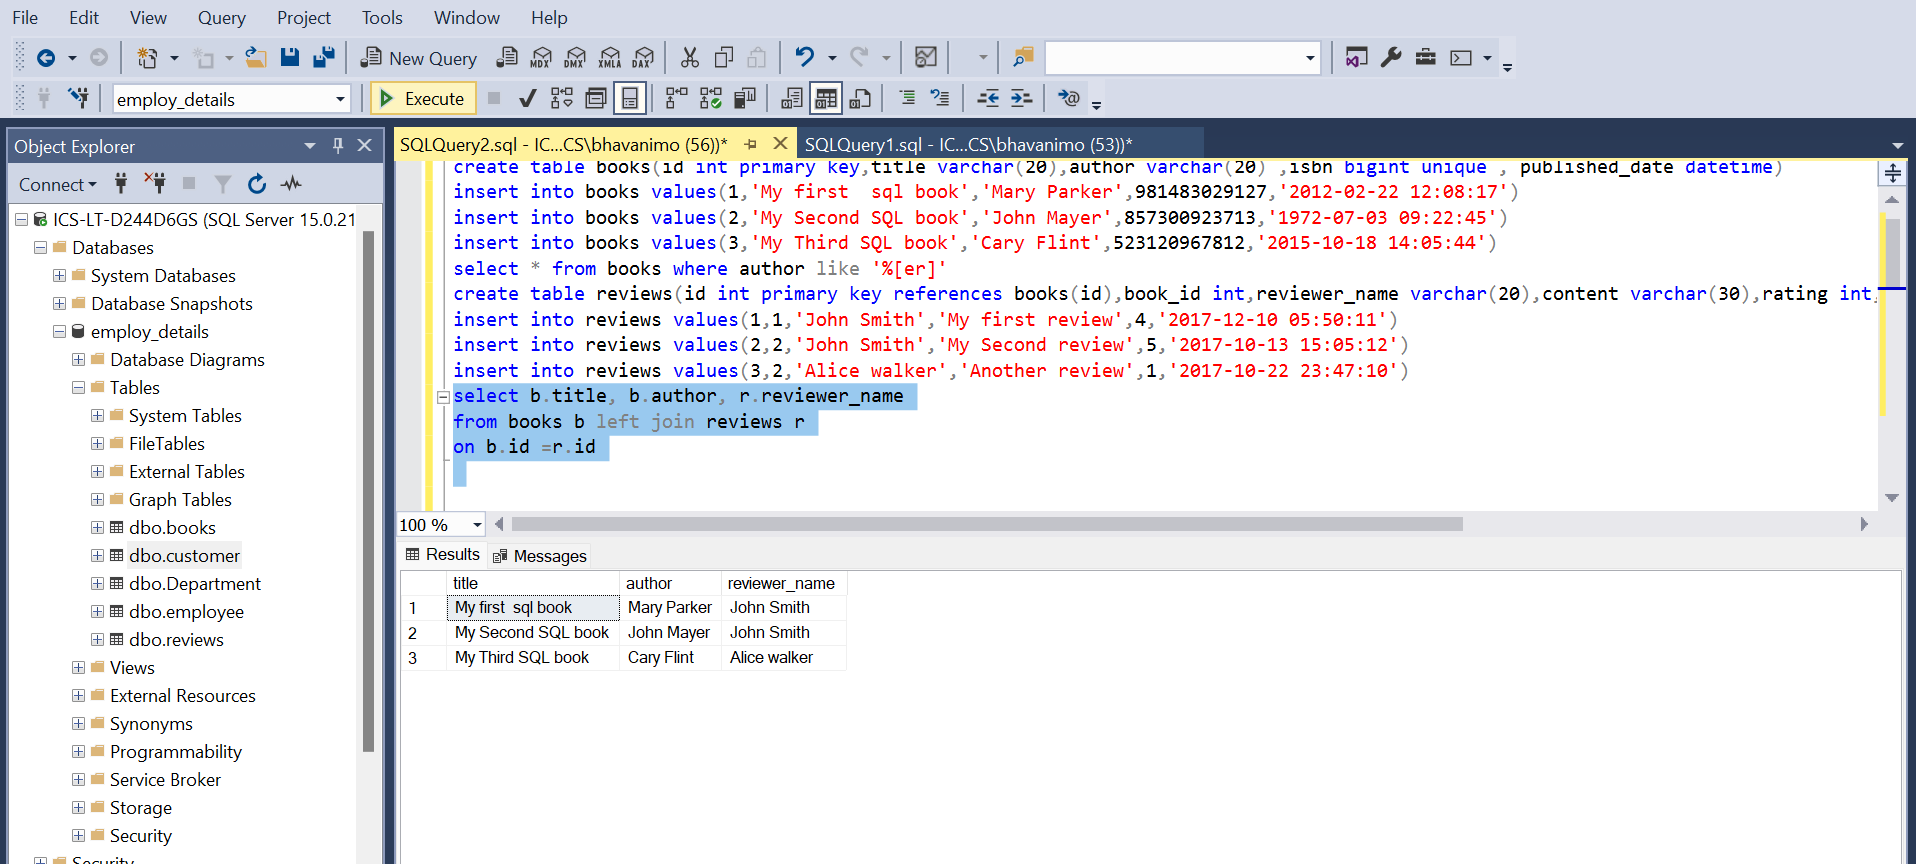 File Edit View Query Project Tools Window Help
New Query MDX DMX XMLA DAX
employ_details Execute
Object Explorer
Connect
ICS-LT-D244D6GS (SQL Server 15.0.21
Databases
System Databases
Database Snapshots
employ_details
Database Diagrams
Tables
System Tables
FileTables
External Tables
Graph Tables
dbo.books
dbo.customer
dbo.Department
dbo.employee
dbo.reviews
Views
External Resources
Synonyms
Programmability
Service Broker
Storage
Security
Security
SQLQuery2.sql - IC...CS\bhavanimo (56))* SQLQuery1.sql - IC...CS\bhavanimo (53))*
create table books(id int primary key,title varchar(20),author varchar(20) ,isbn bigint unique , published_date datetime)
insert into books values(1,'My first  sql book','Mary Parker',981483029127,'2012-02-22 12:08:17')
insert into books values(2,'My Second SQL book','John Mayer',857300923713,'1972-07-03 09:22:45')
insert into books values(3,'My Third SQL book','Cary Flint',523120967812,'2015-10-18 14:05:44')
select * from books where author like '%[er]'
create table reviews(id int primary key references books(id),book_id int,reviewer_name varchar(20),content varchar(30),rating int,
insert into reviews values(1,1,'John Smith','My first review',4,'2017-12-10 05:50:11')
insert into reviews values(2,2,'John Smith','My Second review',5,'2017-10-13 15:05:12')
insert into reviews values(3,2,'Alice walker','Another review',1,'2017-10-22 23:47:10')
select b.title, b.author, r.reviewer_name
from books b left join reviews r
on b.id =r.id
100 %
Results Messages
title author reviewer_name
1 My first  sql book Mary Parker John Smith
2 My Second SQL book John Mayer John Smith
3 My Third SQL book Cary Flint Alice walker